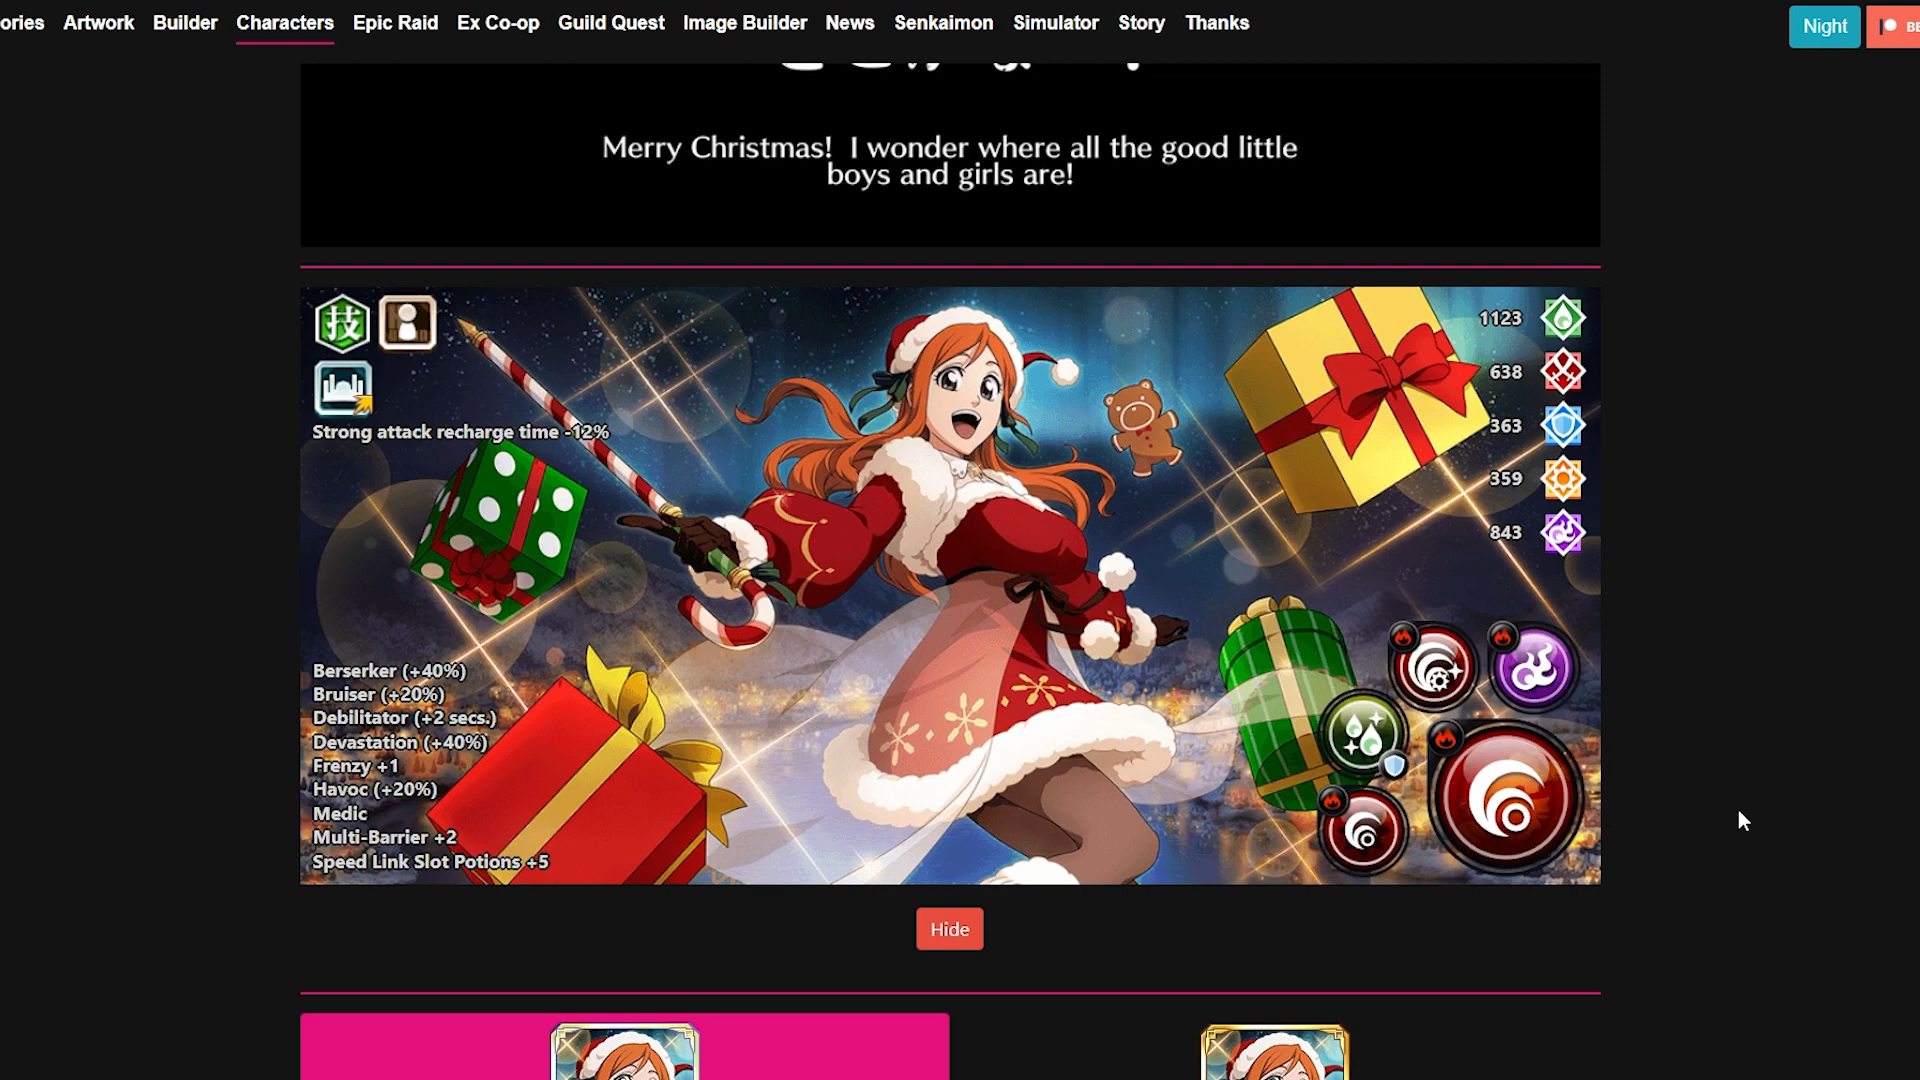 ories Artwork Builder Characters Epic Raid Ex Co-op Guild Quest Image Builder News Senkaimon Simulator Story Thanks Night BE
Merry Christmas! I wonder where all the good little
boys and girls are!
技
1123
638
Strong attack recharge time -12%
363
359
843
Berserker (+40%)
Bruiser (+20%)
Debilitator (+2 secs.)
Devastation (+40%)
Frenzy +1
Havoc (+20%)
Medic
Multi-Barrier +2
Speed Link Slot Potions +5
Hide